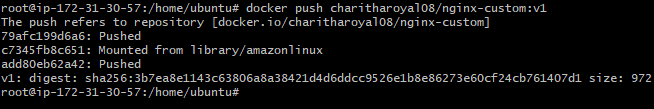 root@ip-172-31-30-57:/home/ubuntu# docker push charitharoyal08/nginx-custom:v1
The push refers to repository [docker.io/charitharoyal08/nginx-custom]
79afc199d6a6: Pushed
c7345fb8c651: Mounted from library/amazonlinux
add80eb62a42: Pushed
v1: digest: sha256:3b7ea8e1143c63806a8a38421d4d6ddcc9526e1b8e86273e60cf24cb761407d1 size: 972
root@ip-172-31-30-57:/home/ubuntu#